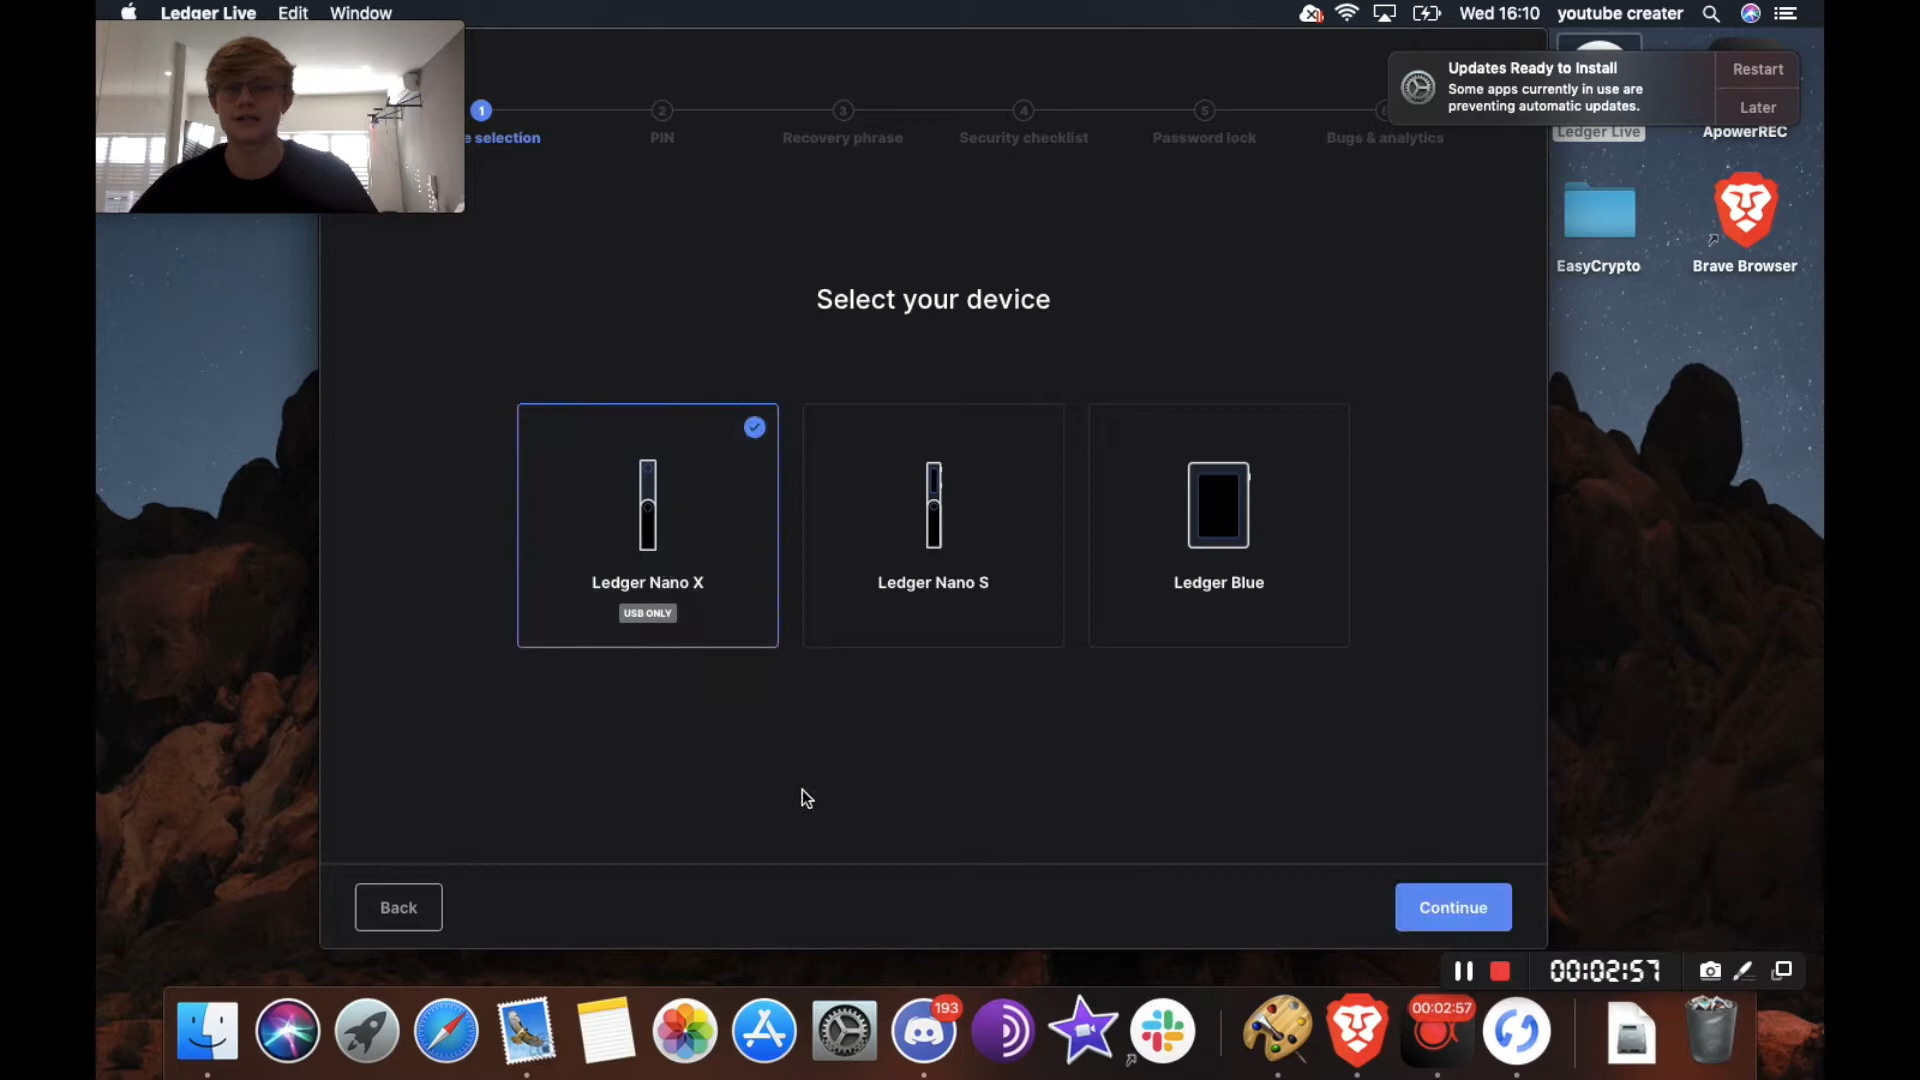 Ledger Live Edit Window
Wed 16:10 youtube creater
Updates Ready to Install
Some apps currently in use are
preventing automatic updates.
Restart
Later
1
2
3
4
5
6
e selection
PIN
Recovery phrase
Security checklist
Password lock
Bugs & analytics
Ledger Live
ApowerREC
EasyCrypto
Brave Browser
Select your device
Ledger Nano X
USB ONLY
Ledger Nano S
Ledger Blue
Back
Continue
00:02:57
193
00:02:57